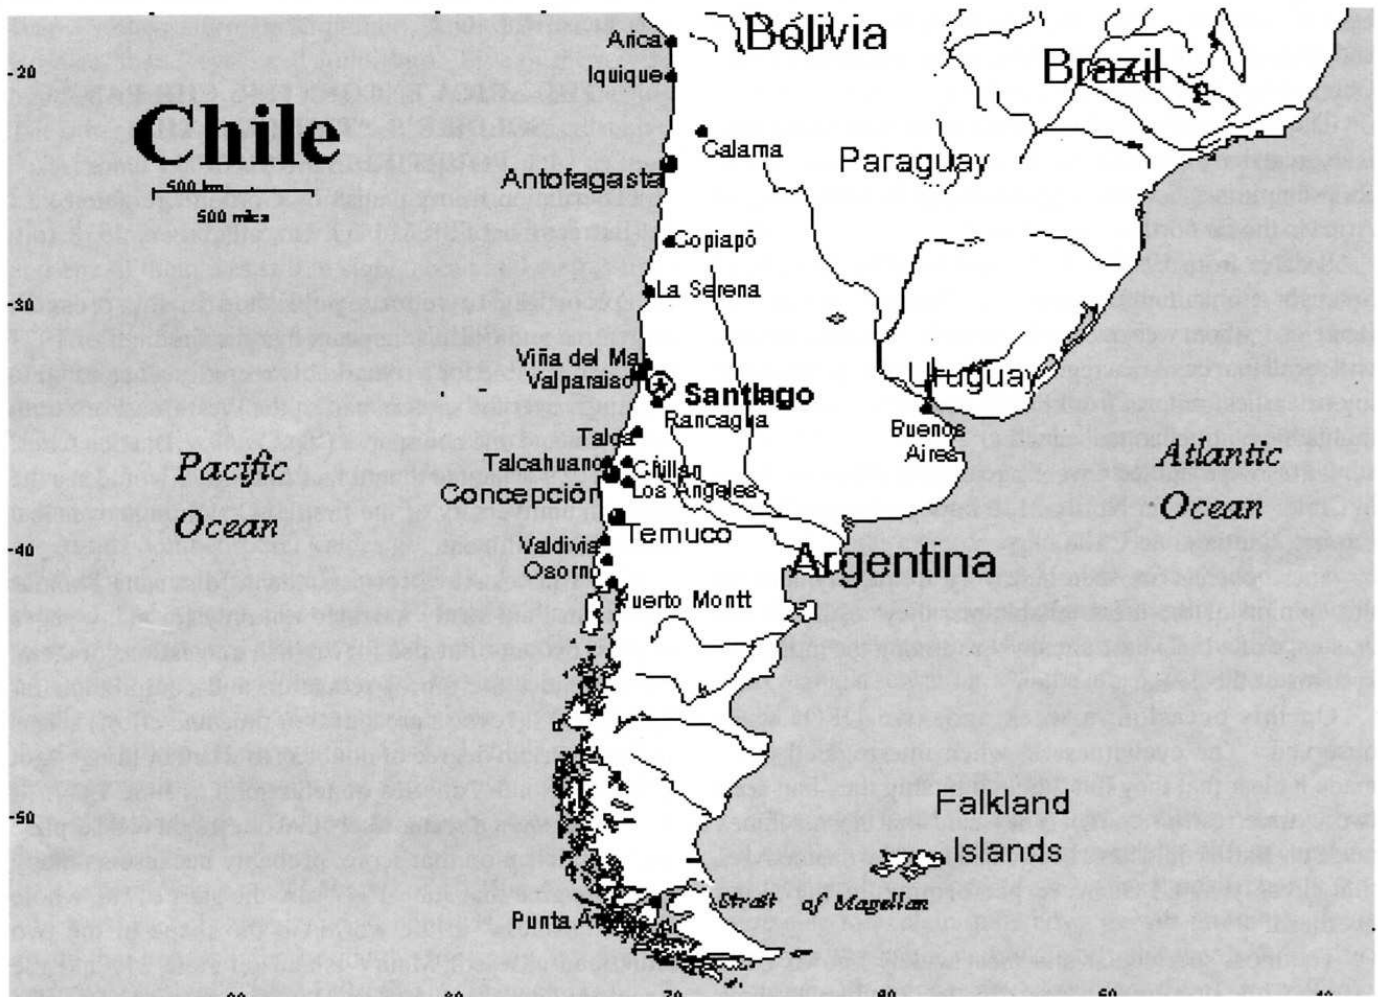 Bolivia
Arica
Iquique
Brazil
-20
Chile
Calama
Paraguay
500 km
Antofagasta
500 miles
Copiapó
La Serena
-30
Viña del Mar
Valparaiso
Uruguay
Santiago
Rancagua
Buenos
Aires
Talca
Pacific
Ocean
Atlantic
Ocean
Talcahuano
Chillan
Los Angeles
Concepción
Temuco
Valdivia
-40
Argentina
Osorno
Puerto Montt
Falkland
Islands
-50
Strait of Magellan
Punta A
70